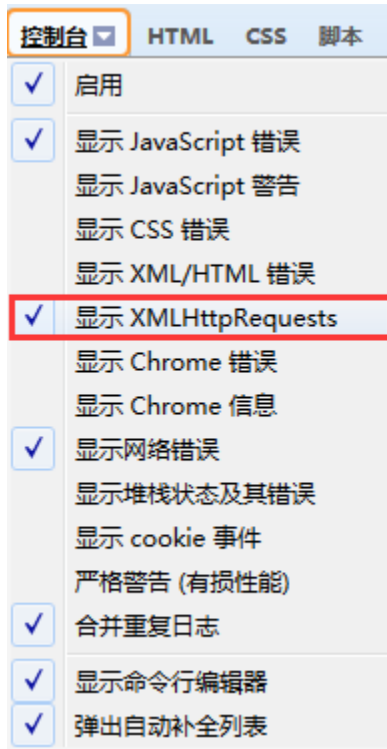 控制台 HTML CSS 脚本
启用
显示 JavaScript 错误
显示 JavaScript 警告
显示 CSS 错误
显示 XML/HTML 错误
显示 XMLHttpRequests
显示 Chrome 错误
显示 Chrome 信息
显示网络错误
显示堆栈状态及其错误
显示 cookie 事件
严格警告 (有损性能)
合并重复日志
显示命令行编辑器
弹出自动补全列表